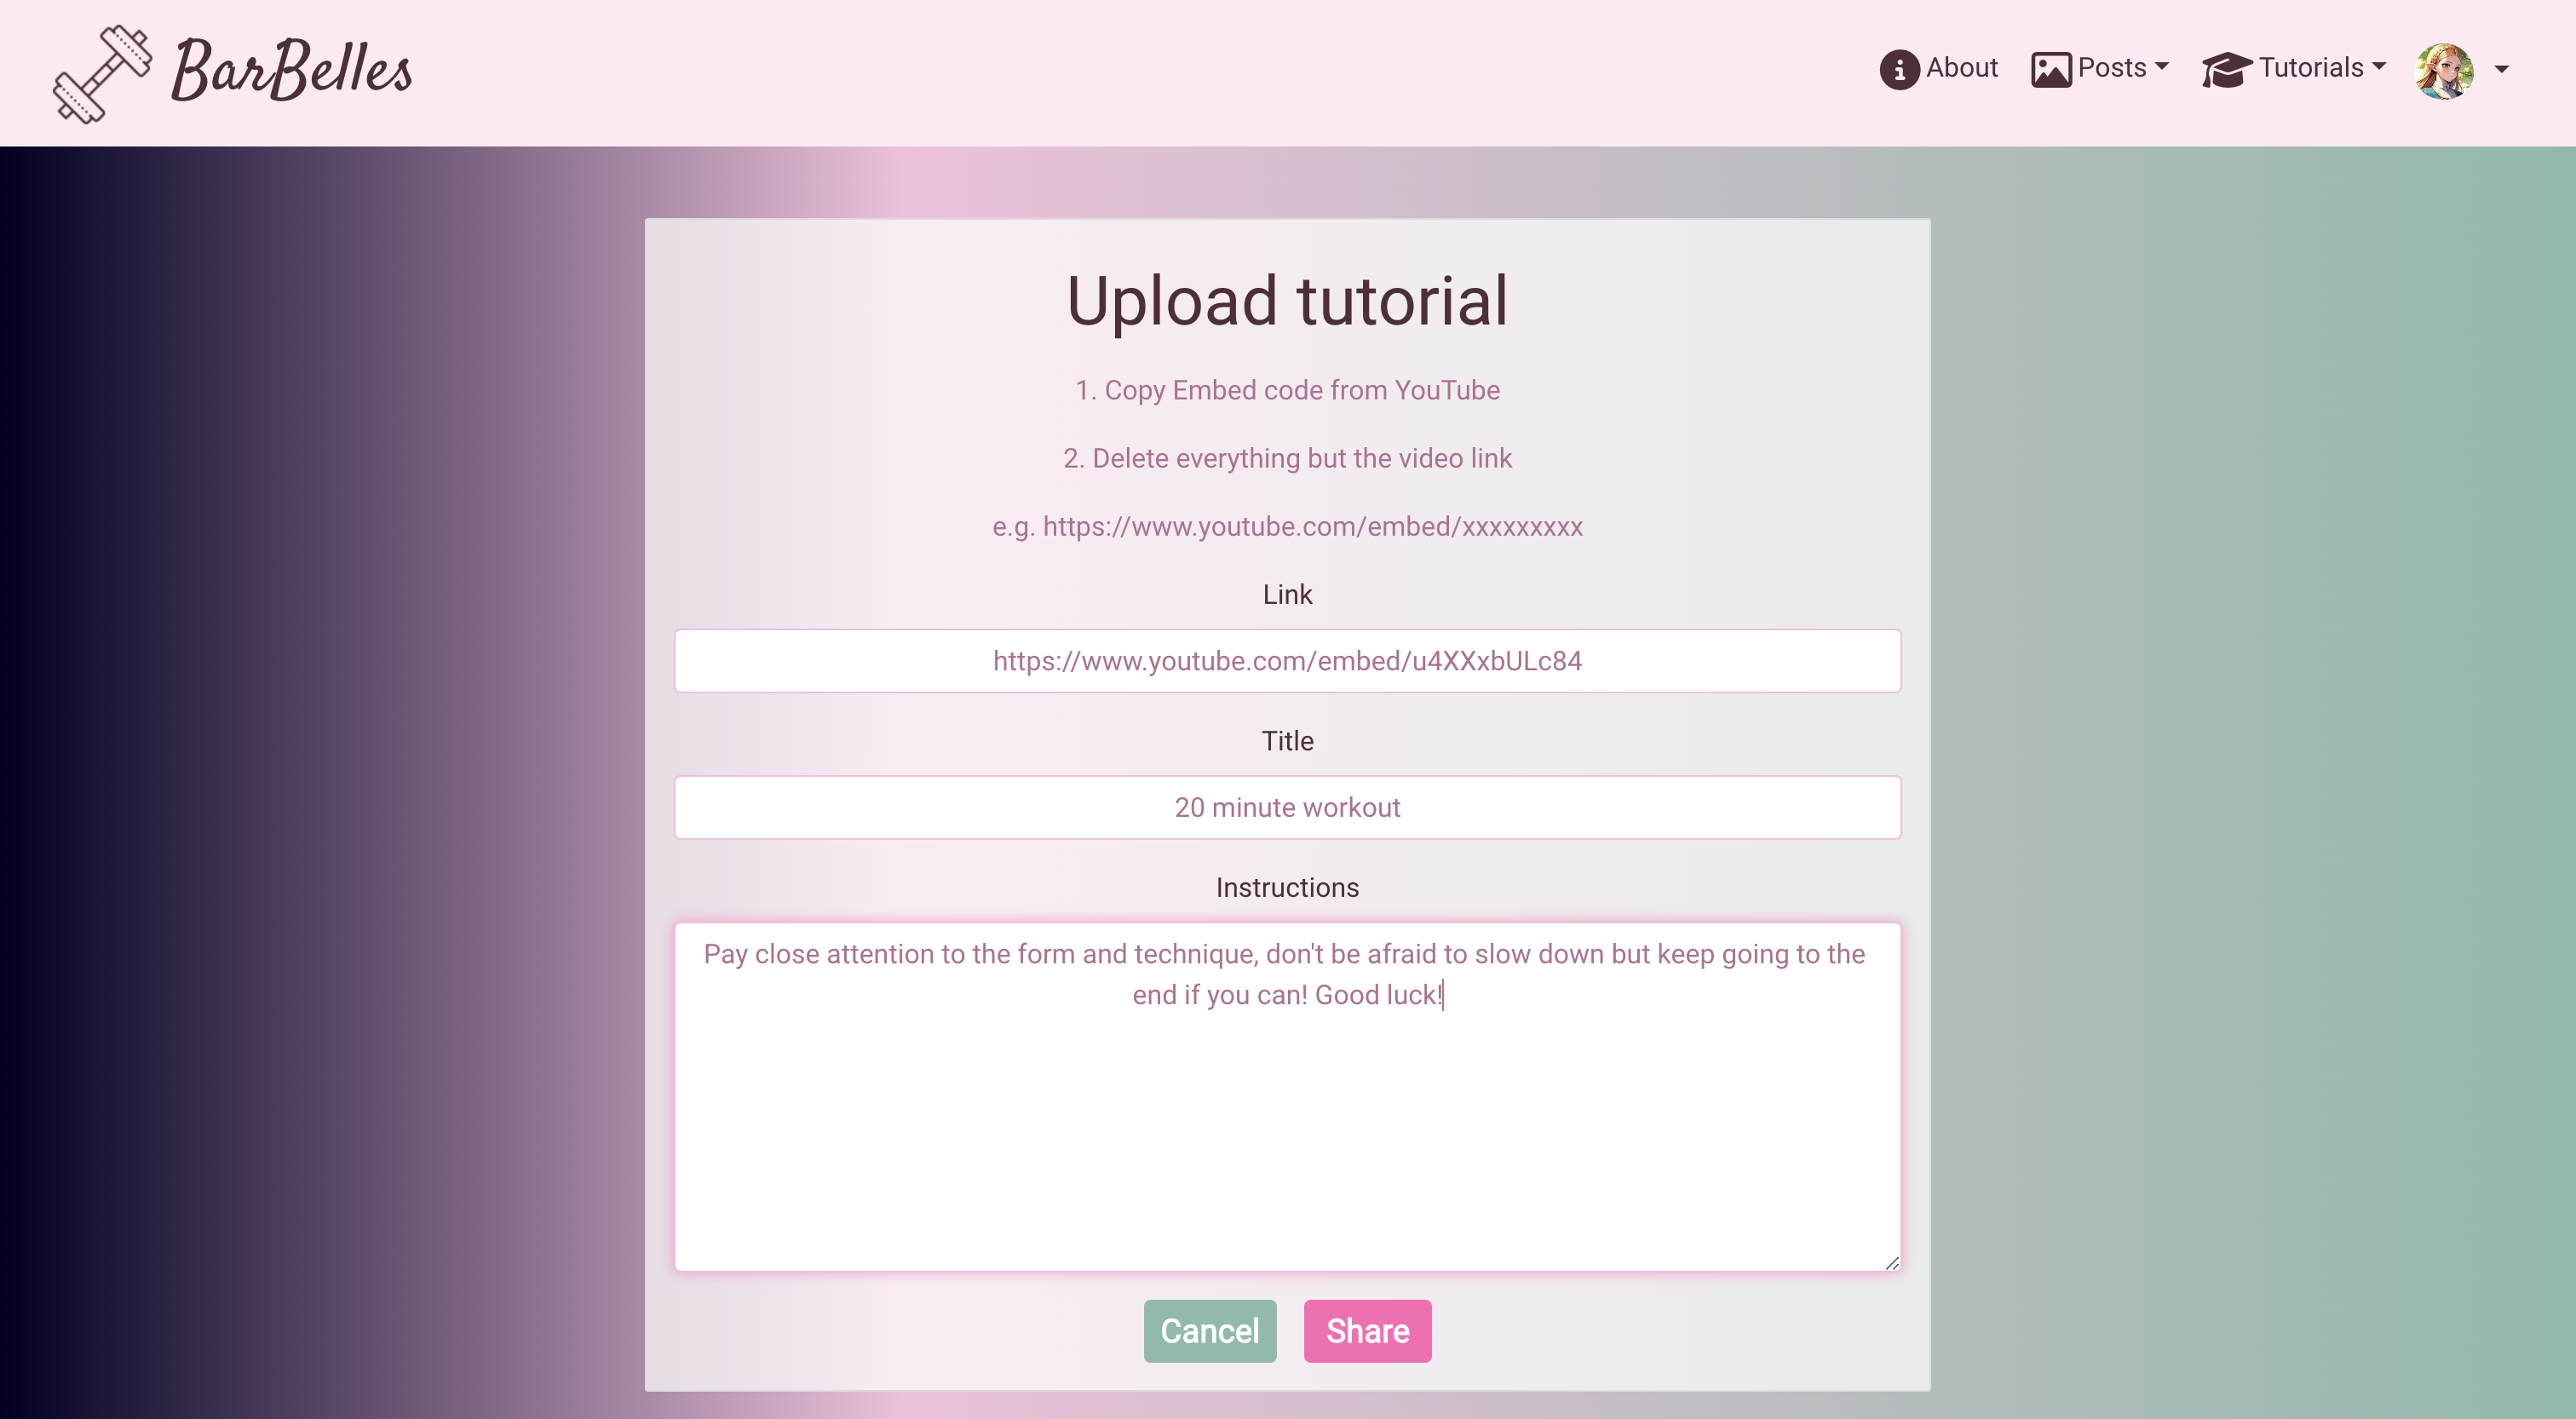 BarBelles
About
Posts
Tutorials
Upload tutorial
1. Copy Embed code from YouTube
2. Delete everything but the video link
e.g. https://www.youtube.com/embed/xxxxxxxxx
Link
https://www.youtube.com/embed/u4XXxbULc84
Title
20 minute workout
Instructions
Pay close attention to the form and technique, don't be afraid to slow down but keep going to the
end if you can! Good luck!
Cancel
Share